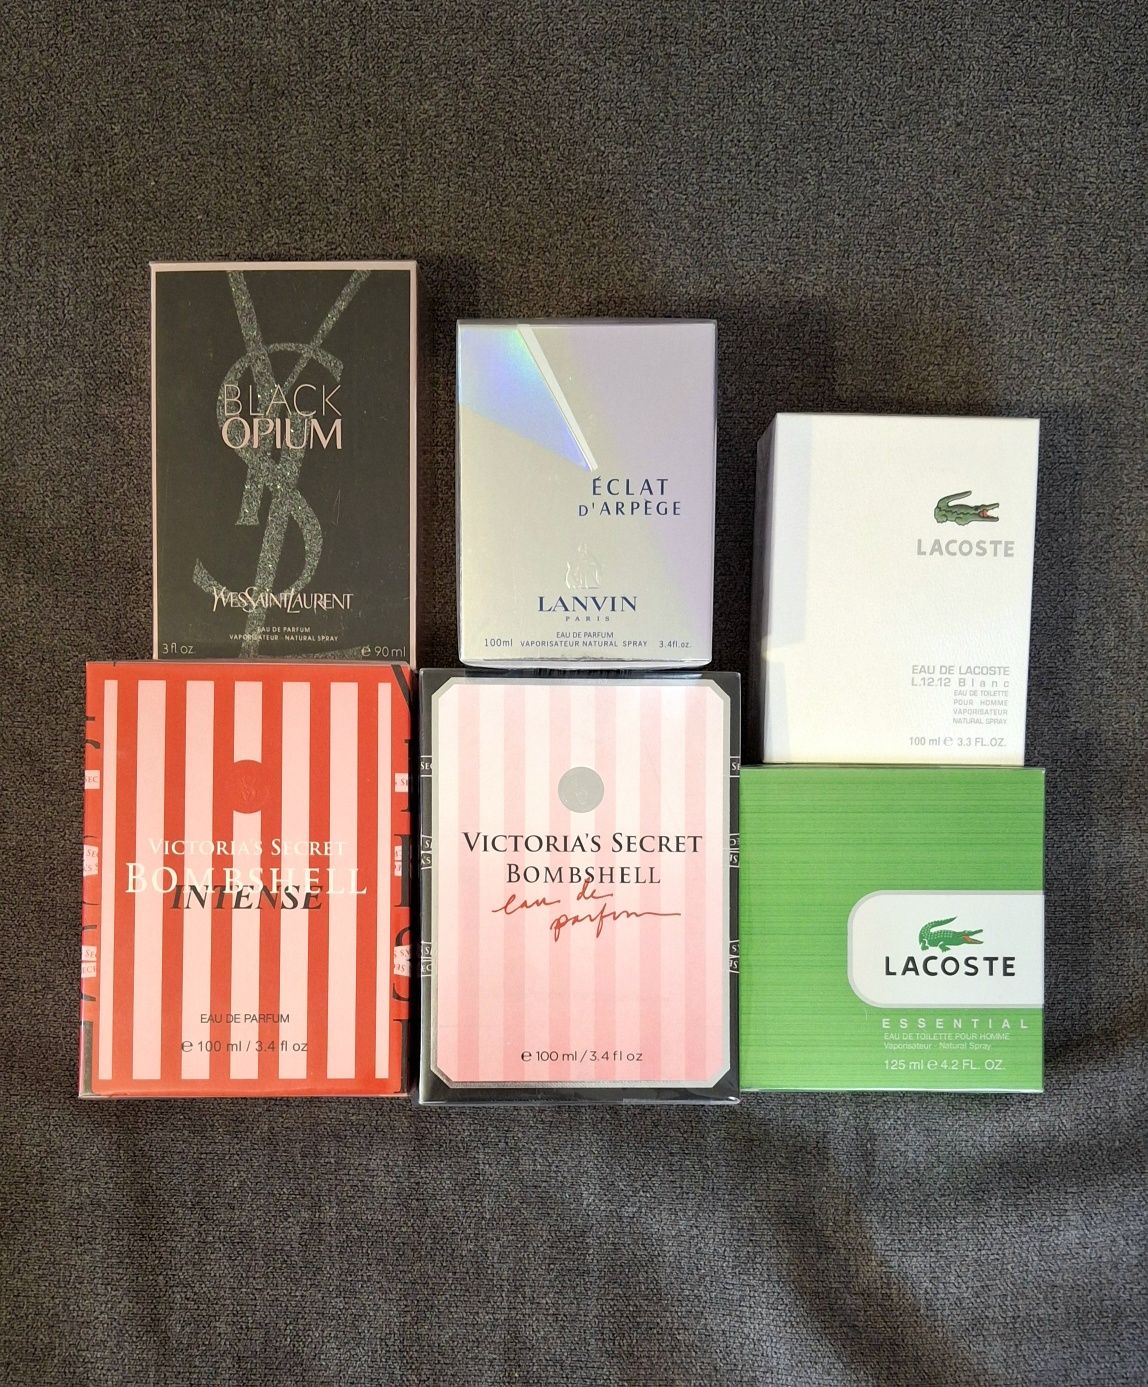 BLACK
OPIUM
YVESSAINTLAURENT
EAU DE PARFUM
VAPORISATEUR · NATURAL SPRAY
3 fl oz e 90 ml
ÉCLAT
D'ARPÈGE
LANVIN
PARIS
EAU DE PARFUM
100ml VAPORISATEUR NATURAL SPRAY 3.4fl.oz.
LACOSTE
EAU DE LACOSTE
L.12.12 Blanc
EAU DE TOILETTE
POUR HOMME
VAPORISATEUR
NATURAL SPRAY
100 ml e 3.3 FL.OZ.
VICTORIA'S SECRET
BOMBSHELL
INTENSE
EAU DE PARFUM
e 100 ml / 3.4 fl oz
VICTORIA'S SECRET
BOMBSHELL
eau de
parfum
e 100 ml / 3.4 fl oz
LACOSTE
ESSENTIAL
EAU DE TOILETTE POUR HOMME
Vaporisateur - Natural Spray
125 ml e 4.2 FL. OZ.